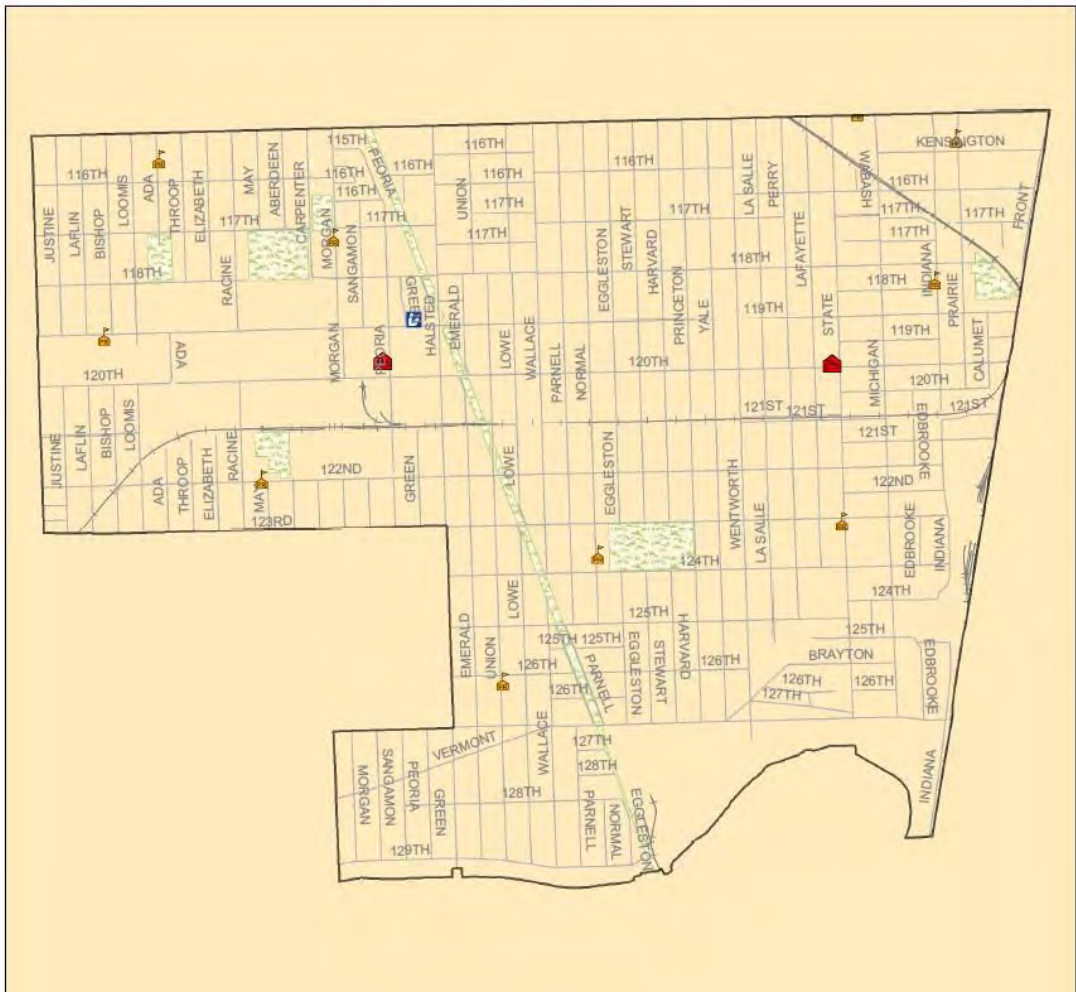 115TH
KENSINGTON
PEORIA
116TH
116TH
116TH
116TH
116TH
116TH
116TH
116TH
WABASH
ADA
MAY
LA SALLE
PERRY
LOOMIS
THROOP
ABERDEEN
CARPENTER
UNION
117TH
117TH
117TH
117TH
117TH
117TH
117TH
117TH
FRONT
JUSTINE
LAFLIN
BISHOP
ELIZABETH
MORGAN
SANGAMON
EGGLESTON
STEWART
HARVARD
LAFAYETTE
118TH
118TH
118TH
RACINE
INDIANA
PRAIRIE
GREEN
HALSTED
EMERALD
PRINCETON
YALE
119TH
STATE
119TH
ADA
MORGAN
PEORIA
LOWE
WALLACE
PARNELL
NORMAL
120TH
120TH
120TH
MICHIGAN
CALUMET
121ST
121ST
121ST
121ST
JUSTINE
LAFLIN
BISHOP
LOOMIS
EDBROOKE
ADA
THROOP
ELIZABETH
RACINE
MAY
122ND
GREEN
LOWE
EGGLESTON
WENTWORTH
LA SALLE
122ND
123RD
EDBROOKE
INDIANA
124TH
124TH
EMERALD
UNION
LOWE
125TH
125TH
125TH
125TH
EGGLESTON
STEWART
HARVARD
BRAYTON
EDBROOKE
126TH
126TH
126TH
126TH
126TH
PARNELL
127TH
WALLACE
VERMONT
127TH
128TH
128TH
INDIANA
MORGAN
SANGAMON
PEORIA
GREEN
PARNELL
NORMAL
EGGLESTON
129TH